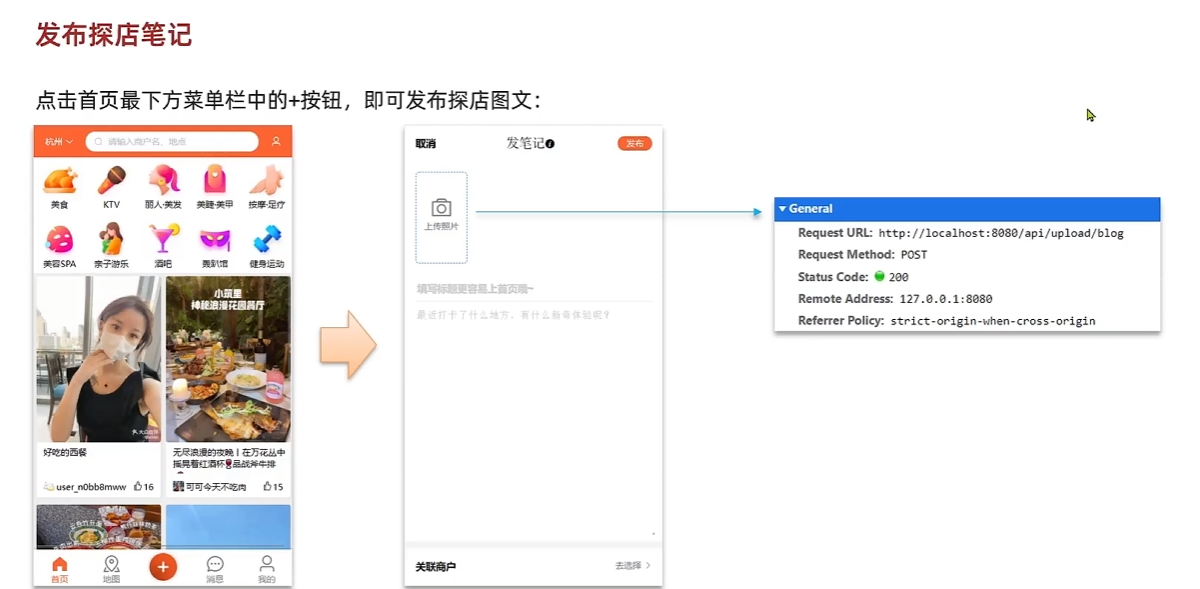 发布探店笔记
点击首页最下方菜单栏中的+按钮，即可发布探店图文：
杭州
请输入商户名、地点
美食
KTV
丽人·美发
美睫·美甲
按摩·足疗
美容SPA
亲子游乐
酒吧
轰趴馆
健身运动
小筑里
神秘浪漫花园餐厅
好吃的西餐
user_n0bb8mww
16
无尽浪漫的夜晚丨在万花丛中
摇晃着红酒杯🍷品战斧牛排
可可今天不吃肉
15
首页
地图
+
消息
我的
取消
发笔记
发布
上传照片
填写标题更容易上首页哦~
最近打卡了什么地方，有什么新奇体验呢？
关联商户
去选择 >
General
Request URL: http://localhost:8080/api/upload/blog
Request Method: POST
Status Code: 200
Remote Address: 127.0.0.1:8080
Referrer Policy: strict-origin-when-cross-origin